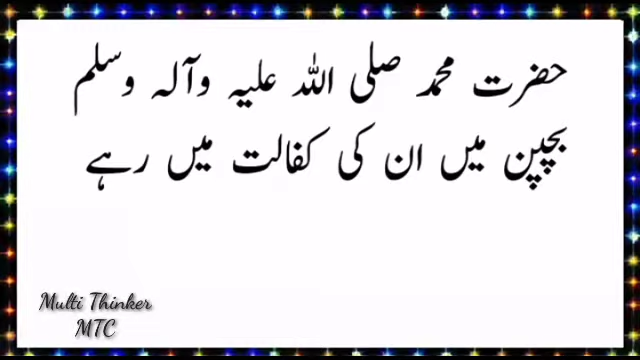 حضرت محمد صلی اللہ علیہ وآلہ وسلم
بچپن میں ان کی کفالت میں رہے
Multi Thinker
MTC